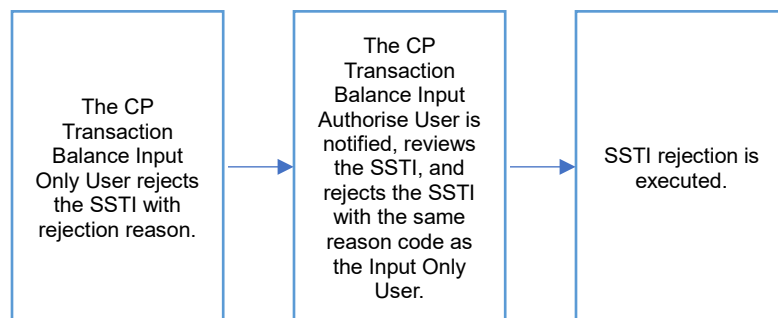 The CP
Transaction
Balance Input
Only User rejects
the SSTI with
rejection reason.
The CP
Transaction
Balance Input
Authorise User is
notified, reviews
the SSTI, and
rejects the SSTI
with the same
reason code as
the Input Only
User.
SSTI rejection is
executed.